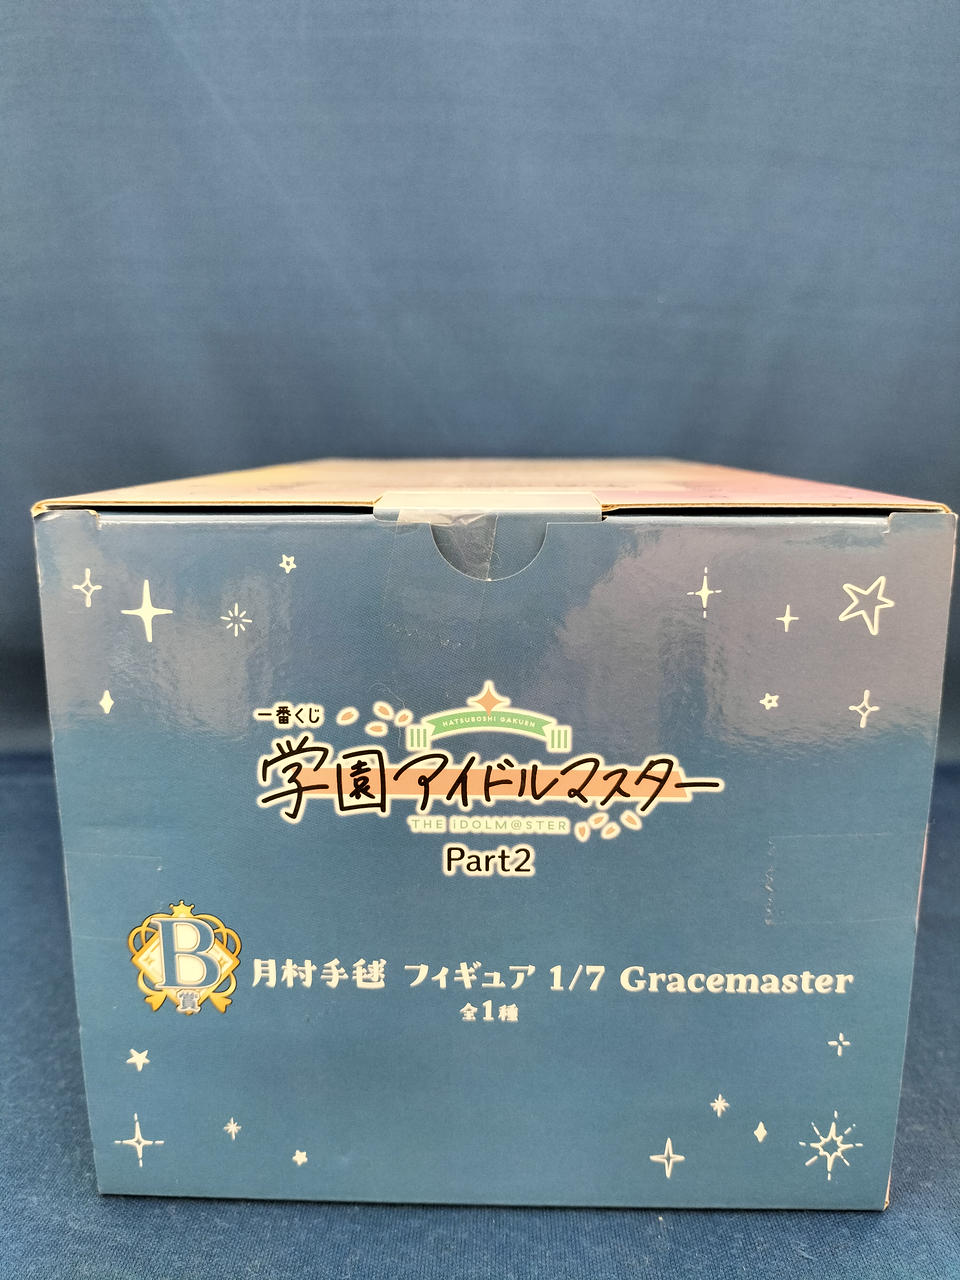 一番くじ
HATSUBOSHI GAKUEN
学園アイドルマスター
THE iDOLM@STER
Part2
B賞
月村手毬 フィギュア 1/7 Gracemaster
全1種